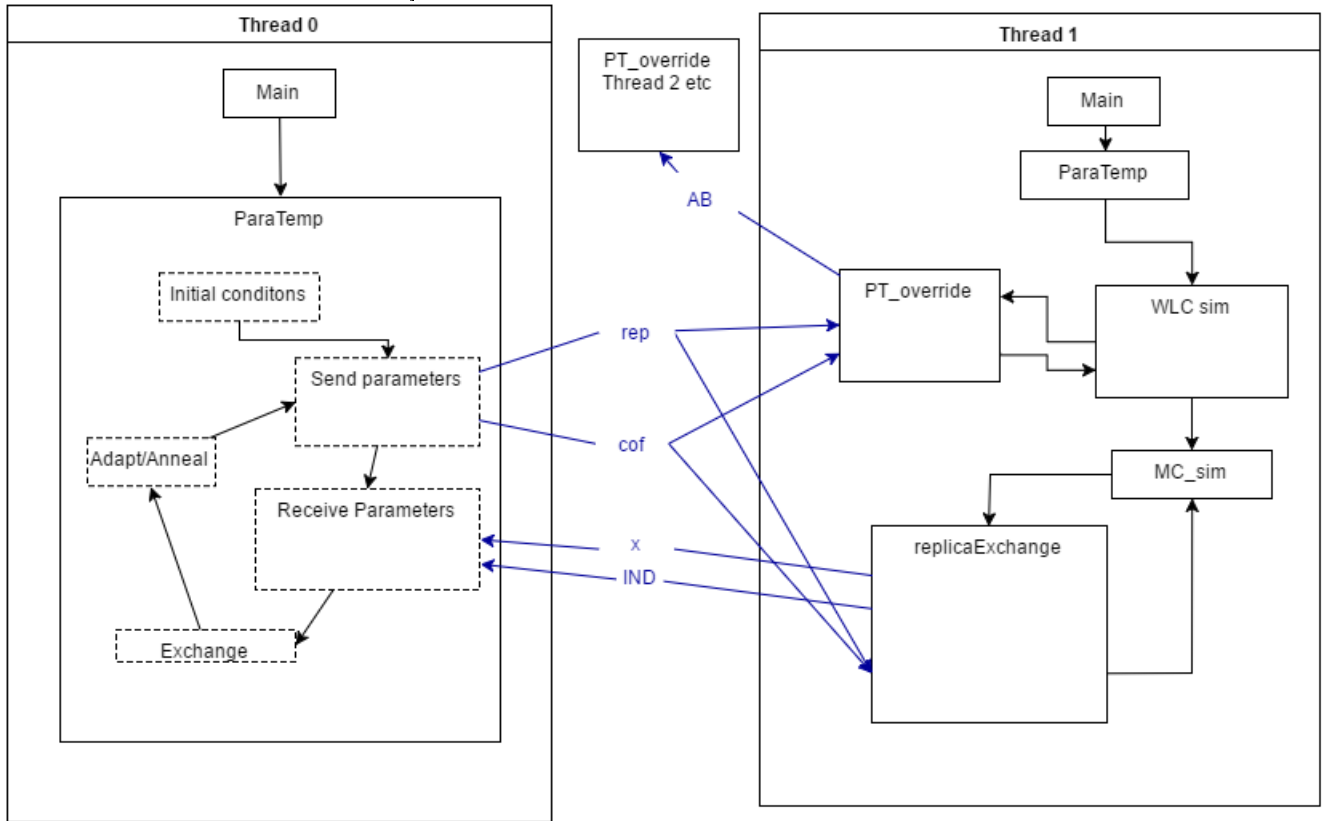 Thread 0
Main
ParaTemp
Initial conditons
Send parameters
Adapt/Anneal
Receive Parameters
Exchange
PT_override
Thread 2 etc
AB
rep
cof
x
IND
Thread 1
Main
ParaTemp
PT_override
WLC sim
MC_sim
replicaExchange